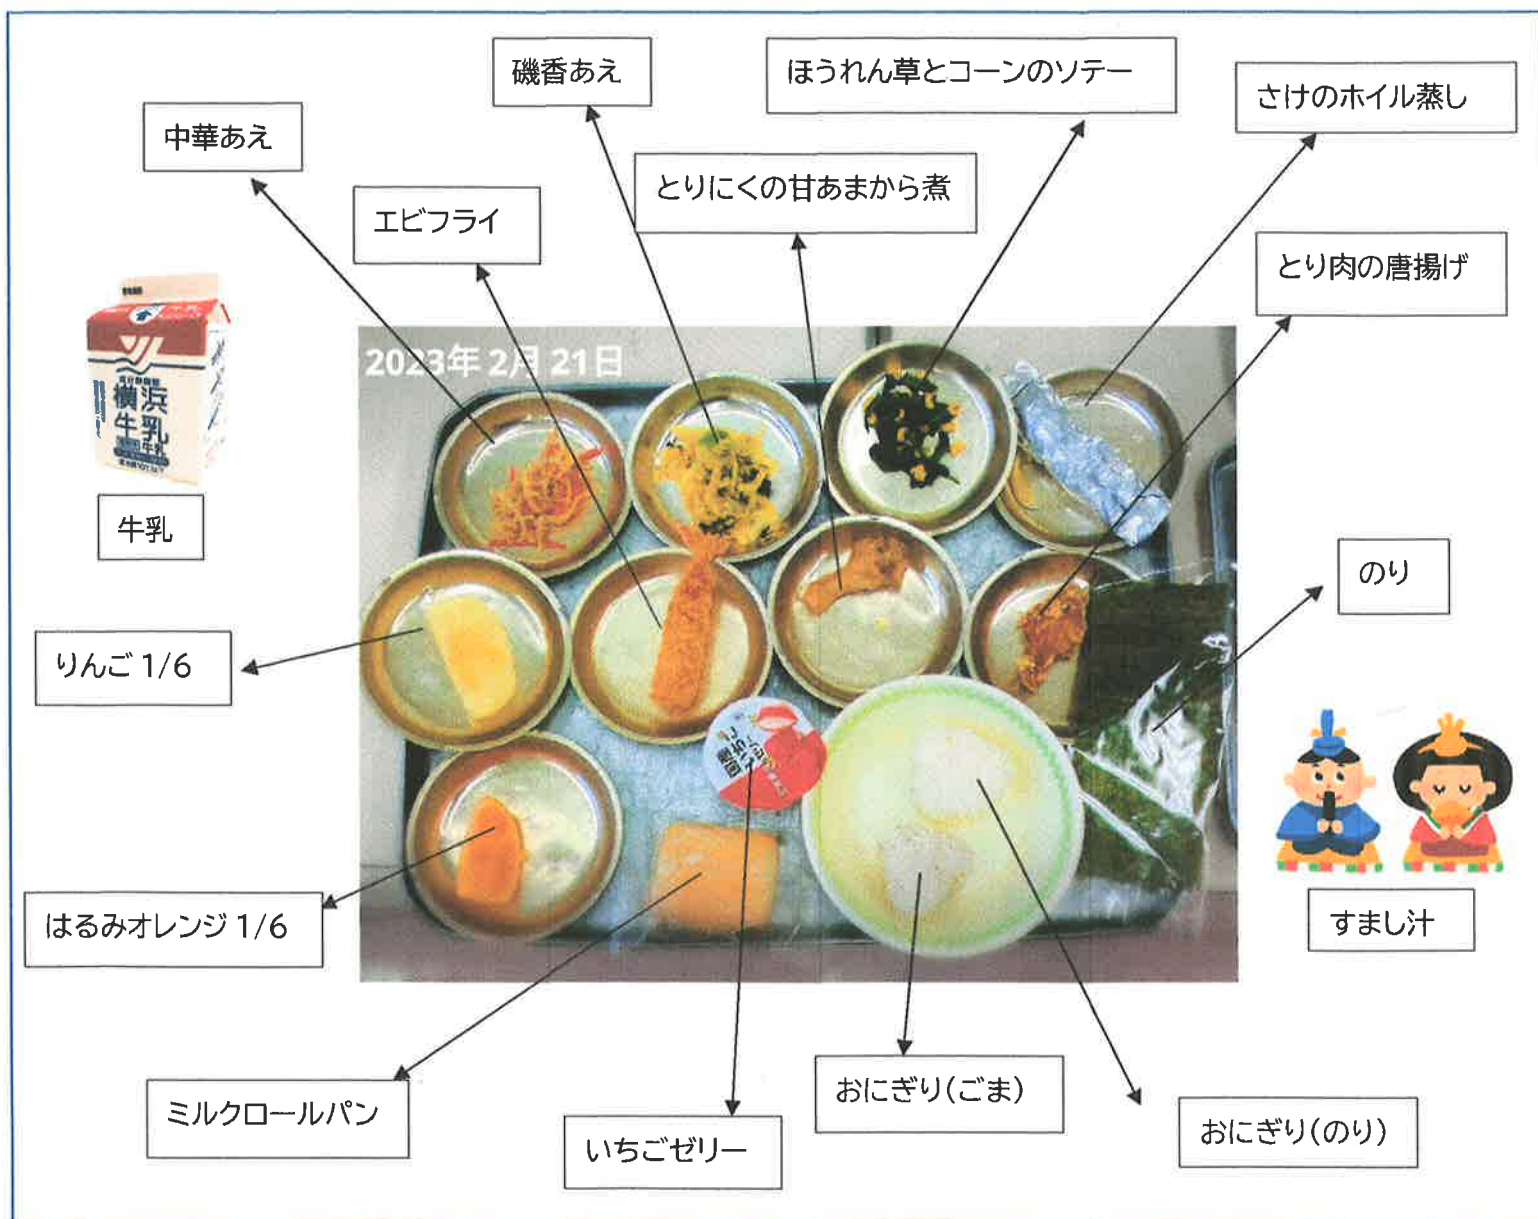 磯香あえ
ほうれん草とコーンのソテー
さけのホイル蒸し
中華あえ
とりにくの甘あまから煮
エビフライ
とり肉の唐揚げ
2023年 2月 21日
横浜
牛乳
牛乳
のり
りんご 1/6
国産
いちご
はるみオレンジ 1/6
すまし汁
ミルクロールパン
いちごゼリー
おにぎり(ごま)
おにぎり(のり)